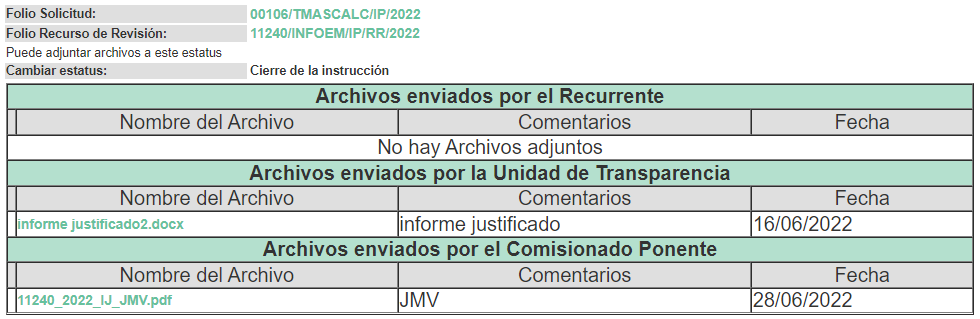 Folio Solicitud: 00106/TMASCALC/IP/2022
Folio Recurso de Revisión: 11240/INFOEM/IP/RR/2022
Puede adjuntar archivos a este estatus
Cambiar estatus: Cierre de la instrucción
Archivos enviados por el Recurrente
Nombre del Archivo Comentarios Fecha
No hay Archivos adjuntos
Archivos enviados por la Unidad de Transparencia
Nombre del Archivo Comentarios Fecha
informe justificado2.docx informe justificado 16/06/2022
Archivos enviados por el Comisionado Ponente
Nombre del Archivo Comentarios Fecha
11240_2022_IJ_JMV.pdf JMV 28/06/2022